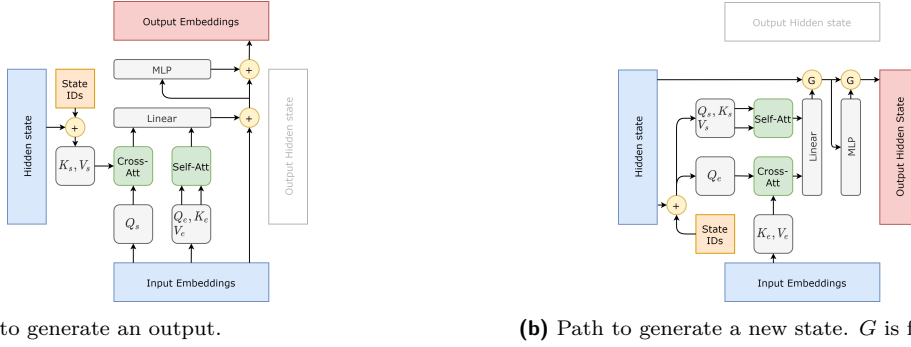 Output Embeddings
MLP
+
State
IDs
Linear
+
Hidden state
+
Output Hidden state
K_s, V_s
Cross-
Att
Self-Att
Q_s
Q_e, K_e
V_e
Input Embeddings
to generate an output.
Output Hidden state
G
G
Hidden state
Q_s, K_s
V_s
Self-Att
Linear
MLP
Output Hidden state
Q_e
Cross-
Att
+
State
IDs
K_e, V_e
Input Embeddings
(b) Path to generate a new state. G is f